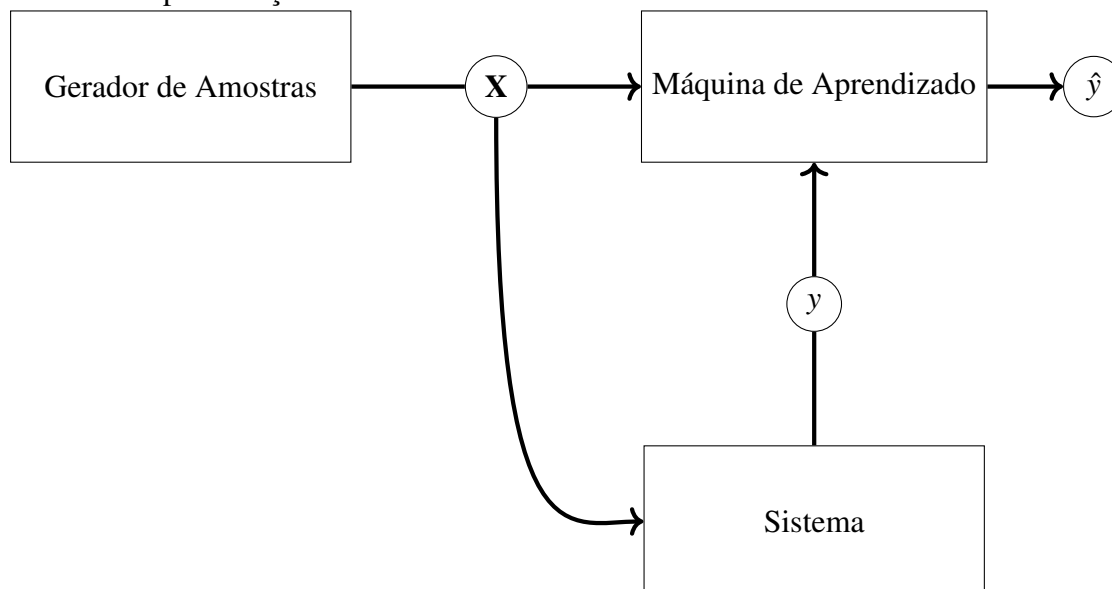 Gerador de Amostras
X
Máquina de Aprendizado
ŷ
y
Sistema